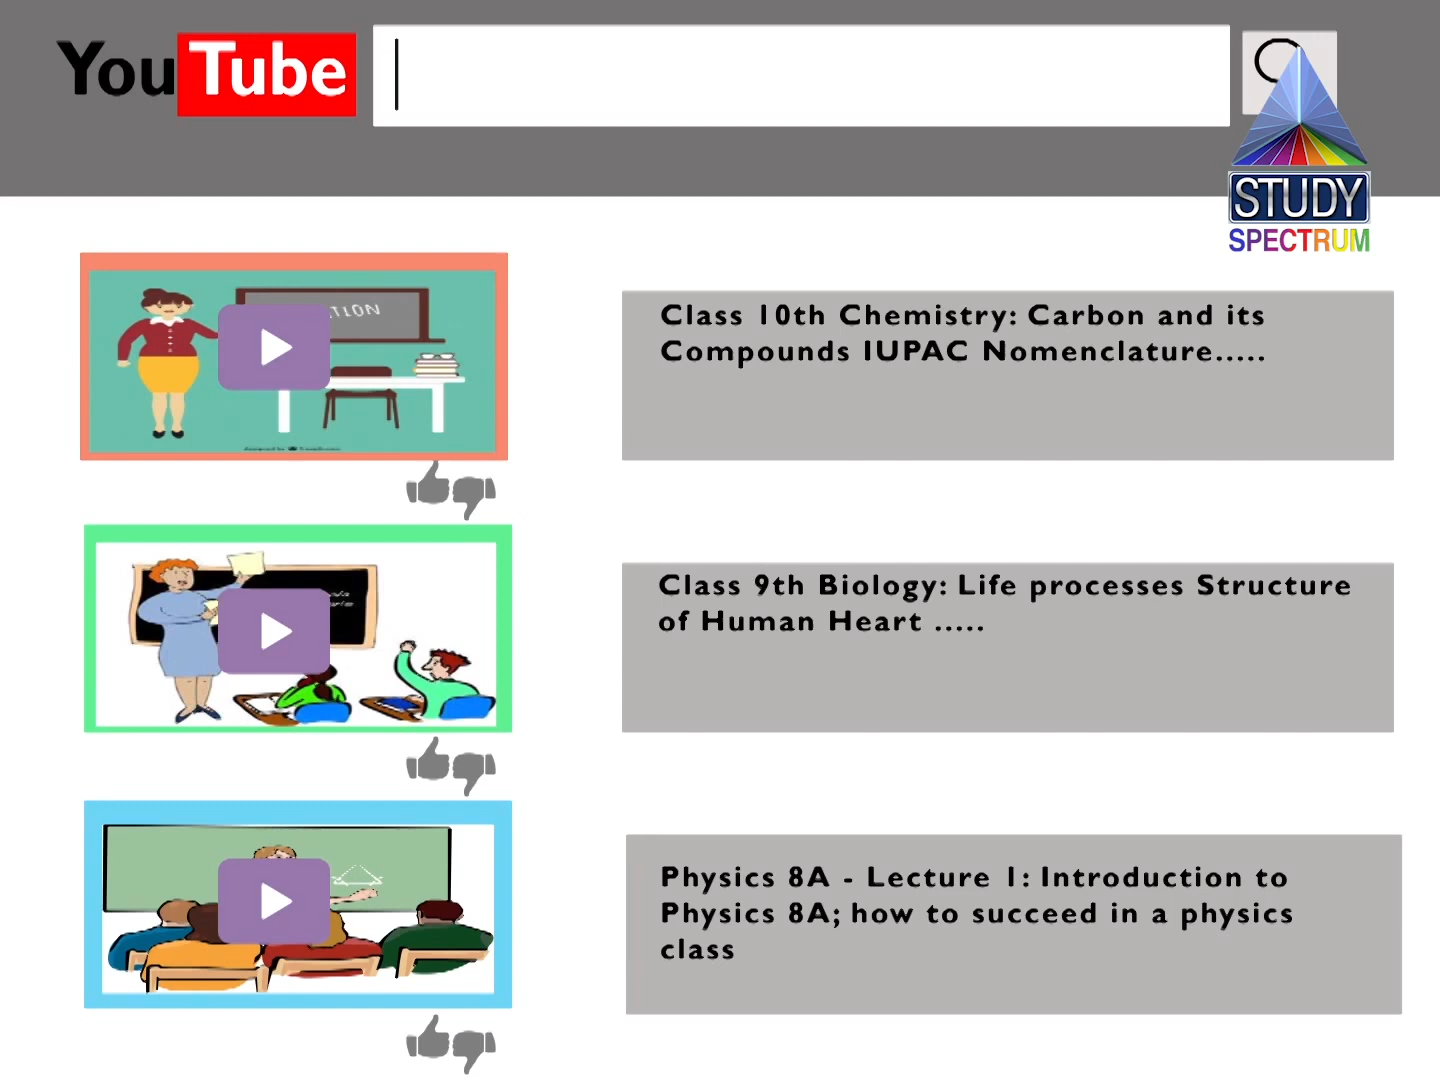 YouTube
STUDY
SPECTRUM
Class 10th Chemistry: Carbon and its
Compounds IUPAC Nomenclature.....
Class 9th Biology: Life processes Structure
of Human Heart .....
Physics 8A - Lecture 1: Introduction to
Physics 8A; how to succeed in a physics
class